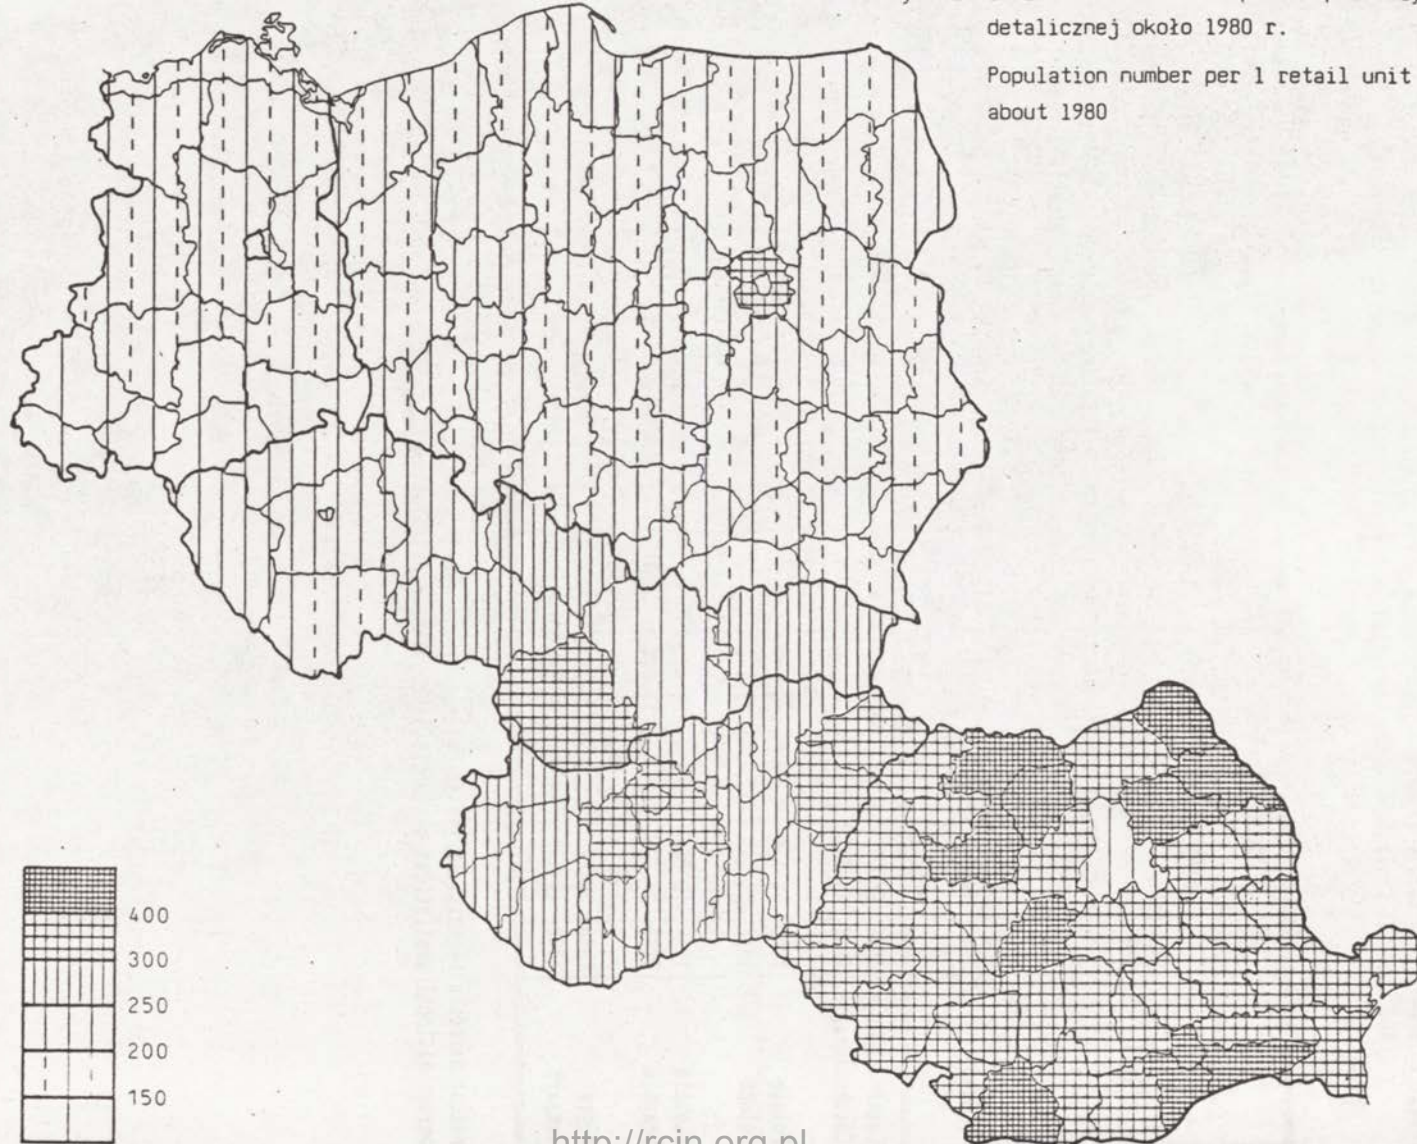 detalicznej około 1980 r.
Population number per 1 retail unit
about 1980
400
300
250
200
150
http://rcin.org.pl